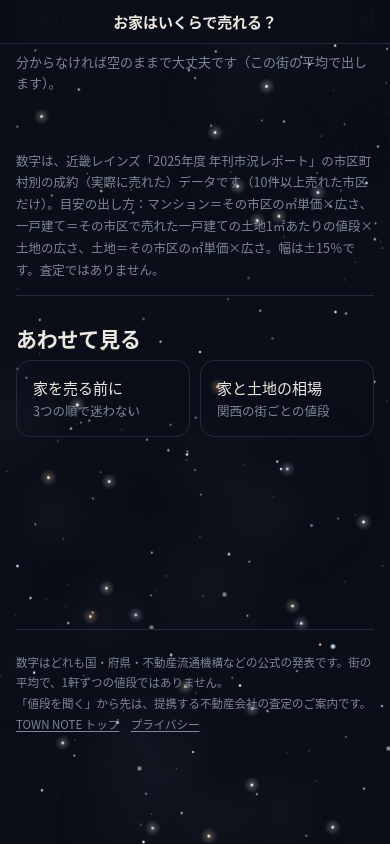 お家はいくらで売れる？
分からなければ空のままで大丈夫です（この街の平均で出し
ます）。
数字は、近畿レインズ「2025年度 年刊市況レポート」の市区町
村別の成約（実際に売れた）データです（10件以上売れた市区
だけ）。目安の出し方：マンション＝その市区の㎡単価×広さ、
一戸建て＝その市区で売れた一戸建ての土地1㎡あたりの値段×
土地の広さ、土地＝その市区の㎡単価×広さ。幅は±15％で
す。査定ではありません。
あわせて見る
家を売る前に
3つの順で迷わない
家と土地の相場
関西の街ごとの値段
数字はどれも国・府県・不動産流通機構などの公式の発表です。街の
平均で、1軒ずつの値段ではありません。
「値段を聞く」から先は、提携する不動産会社の査定のご案内です。
TOWN NOTE トップ プライバシー